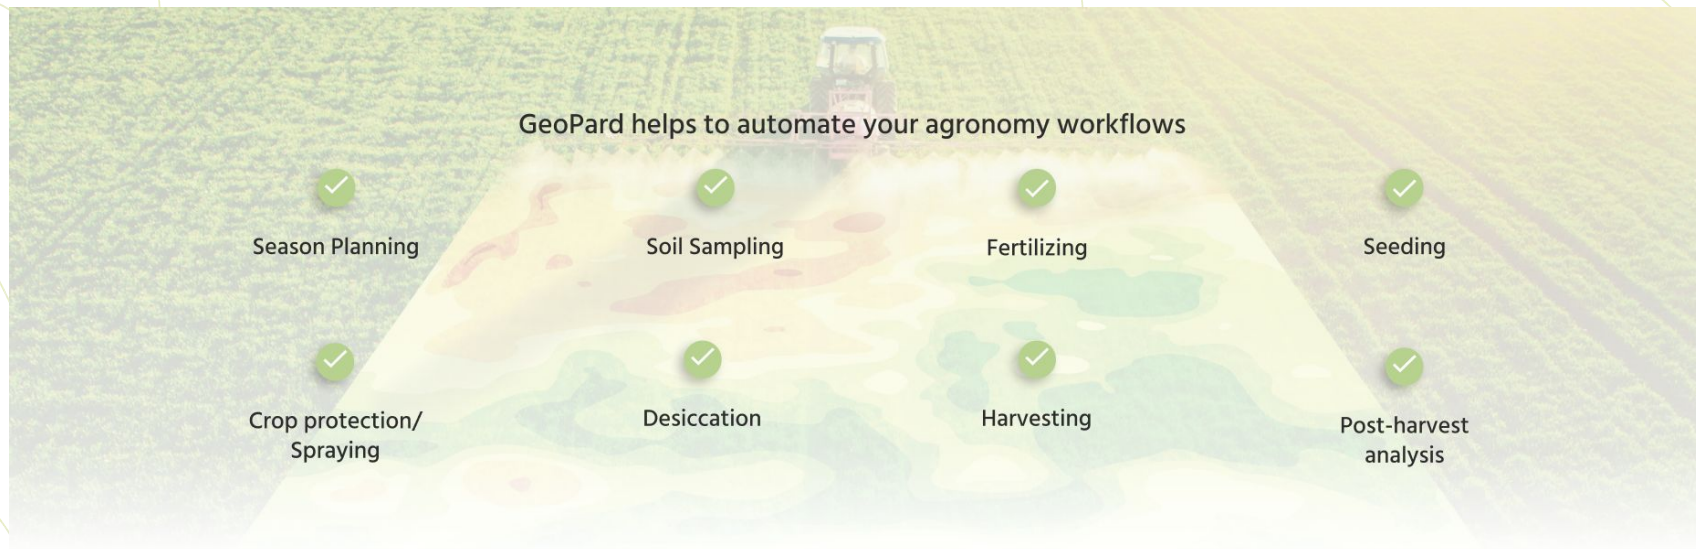 GeoPard helps to automate your agronomy workflows
Season Planning
Soil Sampling
Fertilizing
Seeding
Crop protection/
Spraying
Desiccation
Harvesting
Post-harvest
analysis